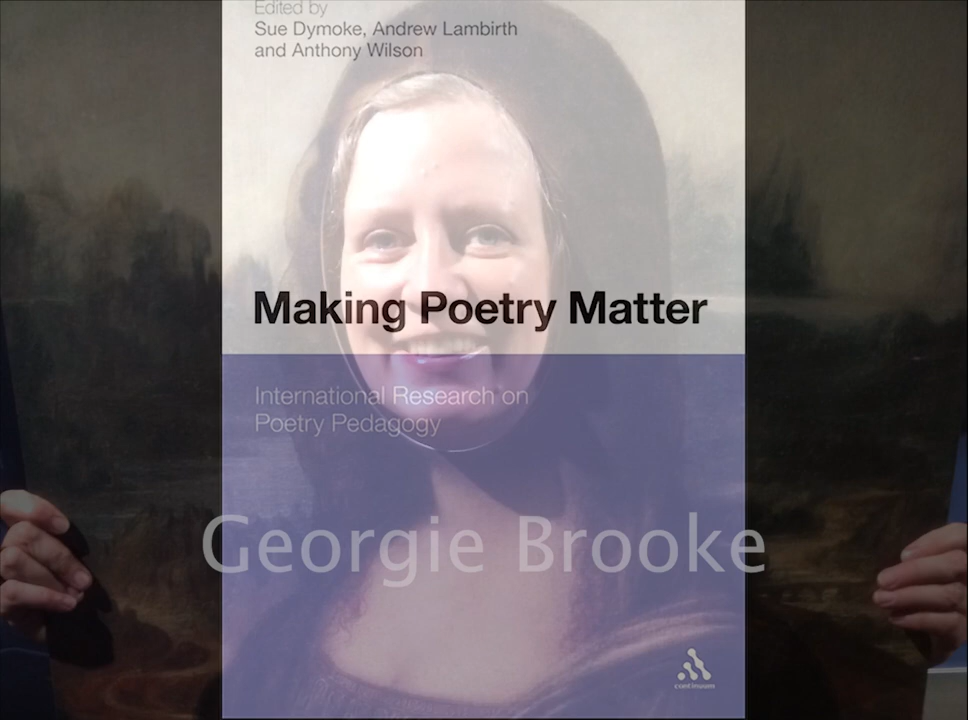 Edited by
Sue Dymoke, Andrew Lambirth
and Anthony Wilson
Making Poetry Matter
International Research on
Poetry Pedagogy
Georgie Brooke
continuum